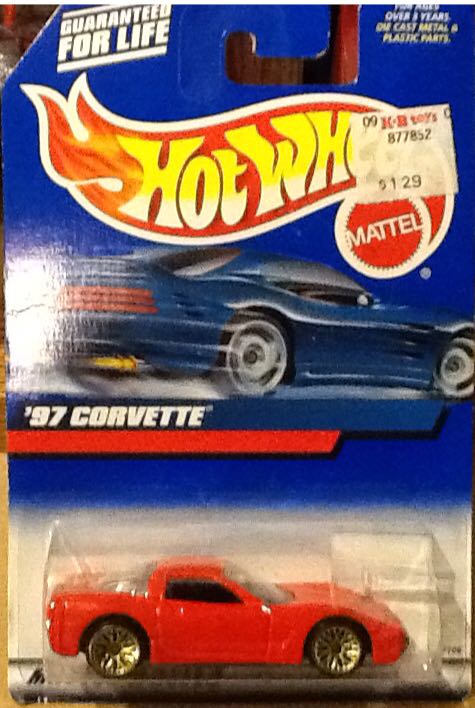 GUARANTEED
FOR LIFE
FOR AGES
OVER 3 YEARS.
DIE CAST METAL &
PLASTIC PARTS.
HOT WH
09 K·B toys
877852
$1.29
MATTEL
®
'97 CORVETTE